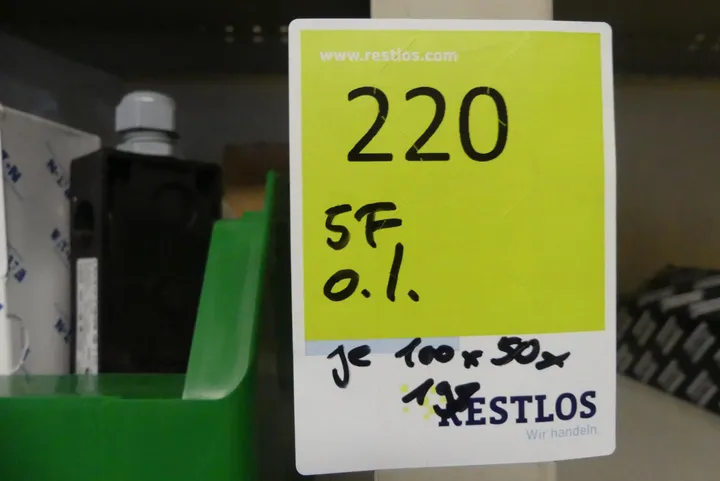 www.restlos.com
220
5F
o.l.
je 100 x 50 x
RESTLOS
Wir handeln